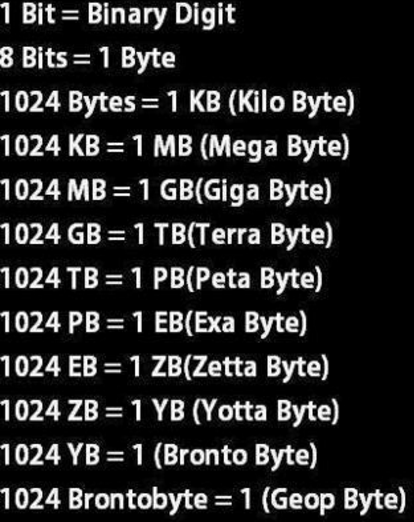 1 Bit = Binary Digit
8 Bits = 1 Byte
1024 Bytes = 1 KB (Kilo Byte)
1024 KB = 1 MB (Mega Byte)
1024 MB = 1 GB(Giga Byte)
1024 GB = 1 TB(Terra Byte)
1024 TB = 1 PB(Peta Byte)
1024 PB = 1 EB(Exa Byte)
1024 EB = 1 ZB(Zetta Byte)
1024 ZB = 1 YB (Yotta Byte)
1024 YB = 1 (Bronto Byte)
1024 Brontobyte = 1 (Geop Byte)